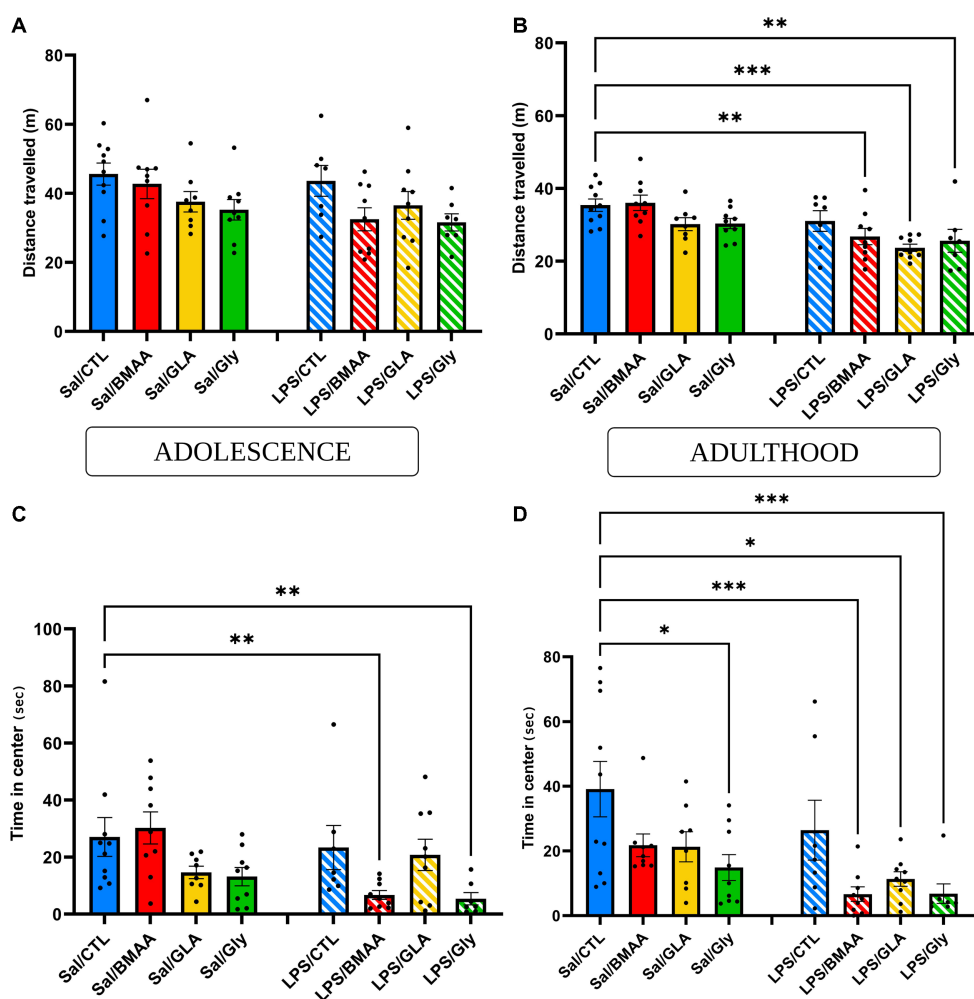 A
80
60
40
20
0
Distance travelled (m)
Sal/CTL
Sal/BMAA
Sal/GLA
Sal/Gly
LPS/CTL
LPS/BMAA
LPS/GLA
LPS/Gly
ADOLESCENCE
B
80
60
40
20
0
Distance travelled (m)
**
***
**
Sal/CTL
Sal/BMAA
Sal/GLA
Sal/Gly
LPS/CTL
LPS/BMAA
LPS/GLA
LPS/Gly
ADULTHOOD
C
100
80
60
40
20
0
Time in center (sec)
**
**
Sal/CTL
Sal/BMAA
Sal/GLA
Sal/Gly
LPS/CTL
LPS/BMAA
LPS/GLA
LPS/Gly
D
80
60
40
20
0
Time in center (sec)
***
*
***
*
Sal/CTL
Sal/BMAA
Sal/GLA
Sal/Gly
LPS/CTL
LPS/BMAA
LPS/GLA
LPS/Gly